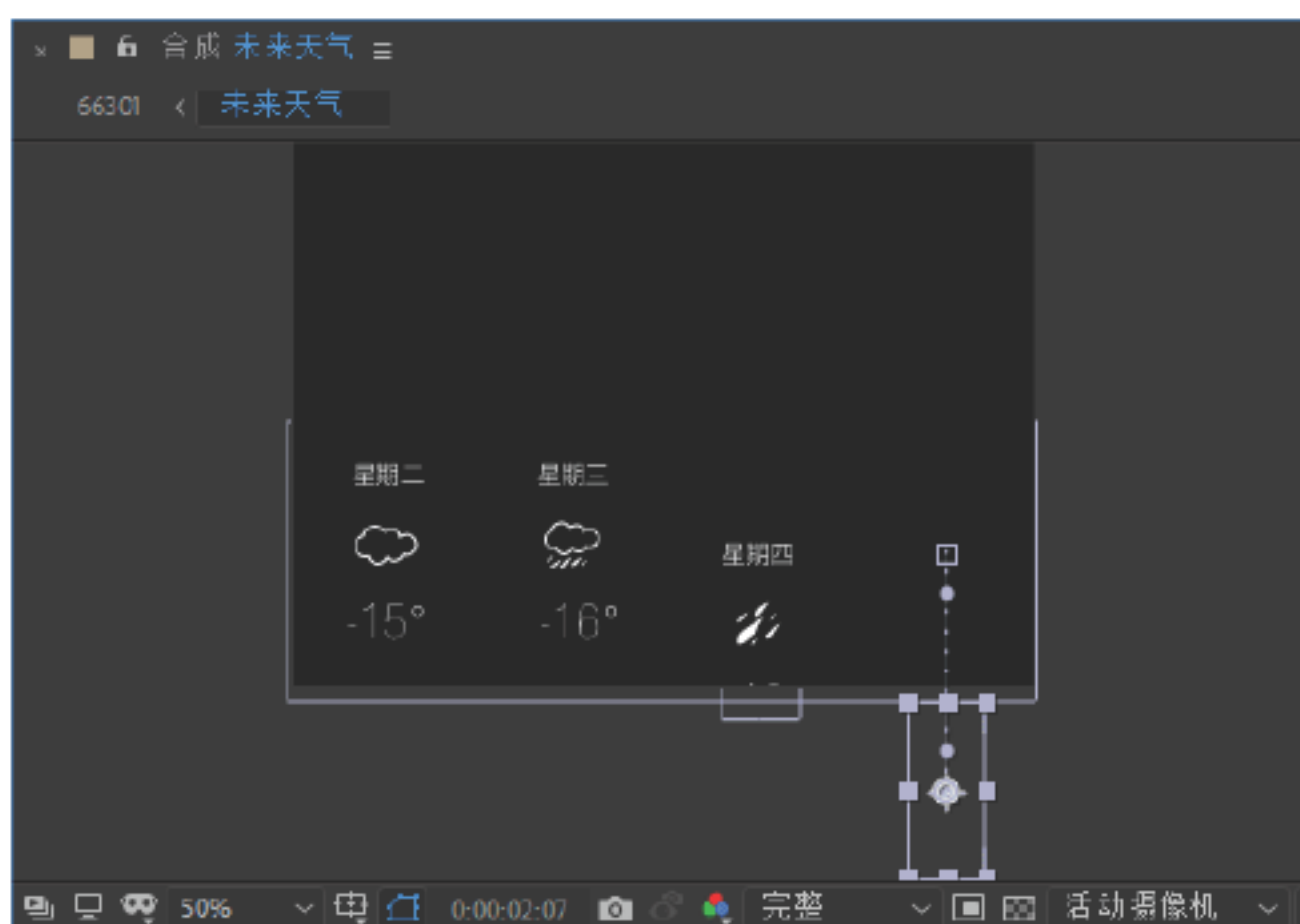 合成 未来天气
66301 未来天气
星期二 星期三
星期四
-15° -16°
50% 0:00:02:07 完整 活动摄像机